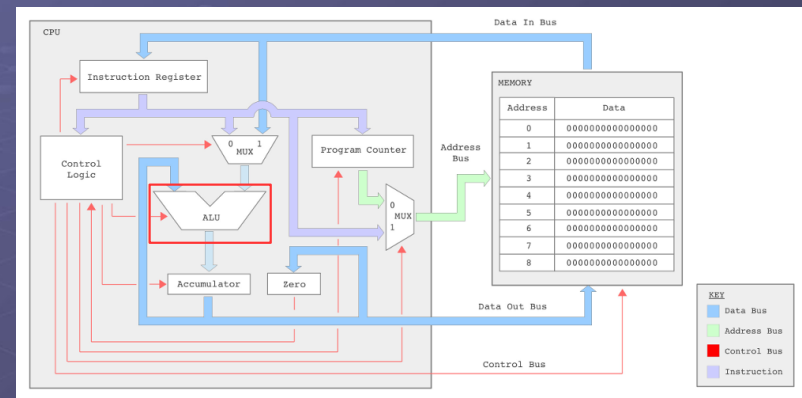 Data In Bus
CPU
Instruction Register
MEMORY
Address Data
0 0000000000000000
1 0000000000000000
2 0000000000000000
3 0000000000000000
4 0000000000000000
5 0000000000000000
6 0000000000000000
7 0000000000000000
8 0000000000000000
Control
Logic
0 1
MUX
Program Counter
Address
Bus
0
MUX
1
ALU
Accumulator
Zero
Data Out Bus
Control Bus
KEY
Data Bus
Address Bus
Control Bus
Instruction